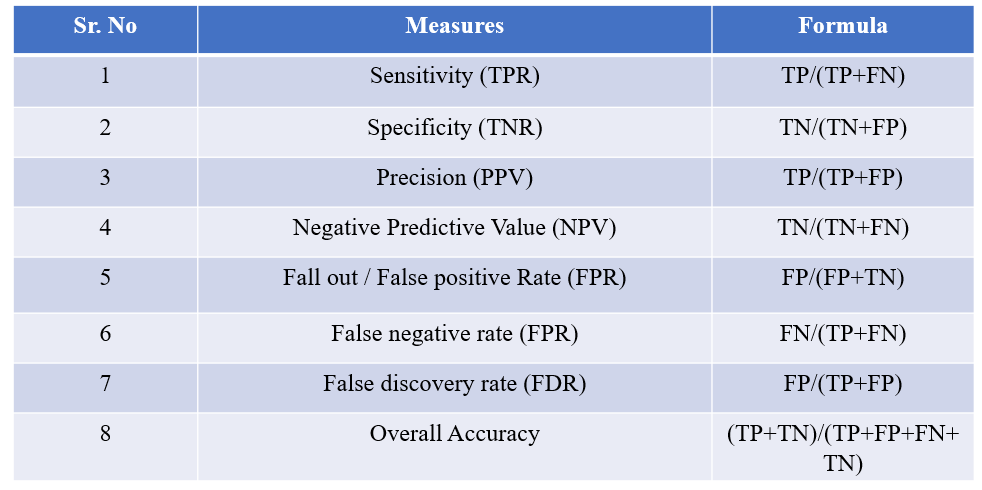 Sr. No Measures Formula
1 Sensitivity (TPR) TP/(TP+FN)
2 Specificity (TNR) TN/(TN+FP)
3 Precision (PPV) TP/(TP+FP)
4 Negative Predictive Value (NPV) TN/(TN+FN)
5 Fall out / False positive Rate (FPR) FP/(FP+TN)
6 False negative rate (FPR) FN/(TP+FN)
7 False discovery rate (FDR) FP/(TP+FP)
8 Overall Accuracy (TP+TN)/(TP+FP+FN+
TN)